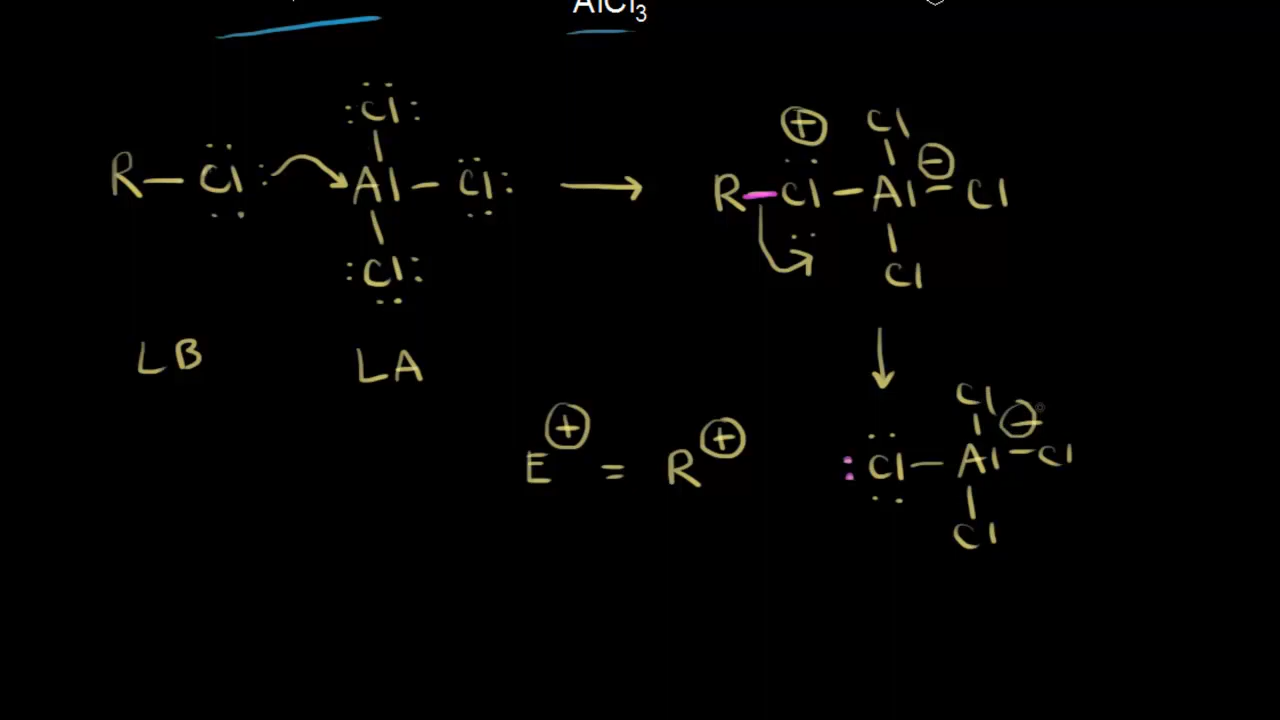 AlCl₃
:Cl: Cl ⊕
R—Cl: Al—Cl: → R—Cl—Al—Cl ⊖
:Cl: Cl
LB LA
Cl ⊖
E⊕ = R⊕ :Cl—Al—Cl
Cl